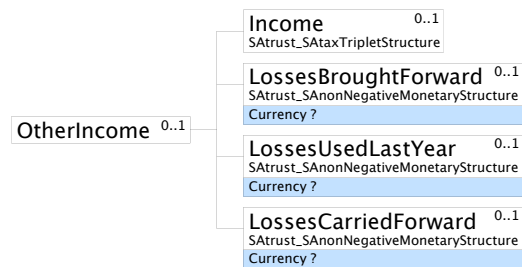 Income 0..1
SAtrust_SAtaxTripletStructure
LossesBroughtForward 0..1
SAtrust_SAnonNegativeMonetaryStructure
Currency ?
OtherIncome 0..1
LossesUsedLastYear 0..1
SAtrust_SAnonNegativeMonetaryStructure
Currency ?
LossesCarriedForward 0..1
SAtrust_SAnonNegativeMonetaryStructure
Currency ?